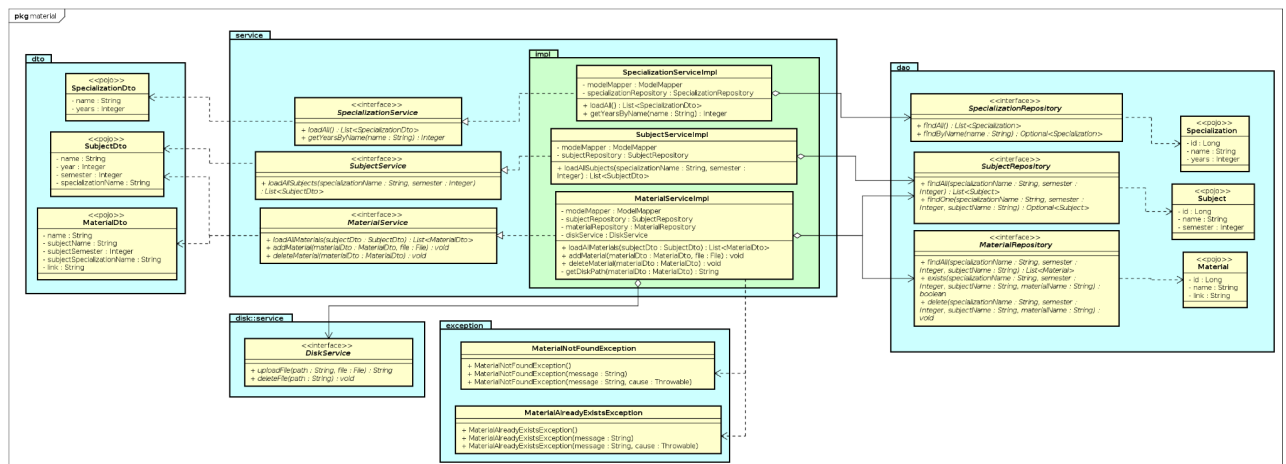 pkg material
dto
<<pojo>>
SpecializationDto
- name : String
- years : Integer
<<pojo>>
SubjectDto
- name : String
- year : Integer
- semester : Integer
- specializationName : String
<<pojo>>
MaterialDto
- name : String
- subjectName : String
- subjectSemester : Integer
- subjectSpecializationName : String
- link : String
service
<<interface>>
SpecializationService
+ loadAll() : List<SpecializationDto>
+ getYearsByName(name : String) : Integer
<<interface>>
SubjectService
+ loadAllSubjects(specializationName : String, semester : Integer)
: List<SubjectDto>
<<interface>>
MaterialService
+ loadAllMaterials(subjectDto : SubjectDto) : List<MaterialDto>
+ addMaterial(materialDto : MaterialDto, file : File) : void
+ deleteMaterial(materialDto : MaterialDto) : void
impl
SpecializationServiceImpl
- modelMapper : ModelMapper
- specializationRepository : SpecializationRepository
+ loadAll() : List<SpecializationDto>
+ getYearsByName(name : String) : Integer
SubjectServiceImpl
- modelMapper : ModelMapper
- subjectRepository : SubjectRepository
+ loadAllSubjects(specializationName : String, semester :
Integer) : List<SubjectDto>
MaterialServiceImpl
- modelMapper : ModelMapper
- subjectRepository : SubjectRepository
- materialRepository : MaterialRepository
- diskService : DiskService
+ loadAllMaterials(subjectDto : SubjectDto) : List<MaterialDto>
+ addMaterial(materialDto : MaterialDto, file : File) : void
+ deleteMaterial(materialDto : MaterialDto) : void
- getDiskPath(materialDto : MaterialDto) : String
dao
<<interface>>
SpecializationRepository
+ findAll() : List<Specialization>
+ findByName(name : String) : Optional<Specialization>
<<interface>>
SubjectRepository
+ findAll(specializationName : String, semester :
Integer) : List<Subject>
+ findOne(specializationName : String, semester :
Integer, subjectName : String) : Optional<Subject>
<<interface>>
MaterialRepository
+ findAll(specializationName : String, semester :
Integer, subjectName : String) : List<Material>
+ exists(specializationName : String, semester :
Integer, subjectName : String, materialName : String) :
boolean
+ delete(specializationName : String, semester :
Integer, subjectName : String, materialName : String) :
void
<<pojo>>
Specialization
- id : Long
- name : String
- years : Integer
<<pojo>>
Subject
- id : Long
- name : String
- semester : Integer
<<pojo>>
Material
- id : Long
- name : String
- link : String
disk::service
<<interface>>
DiskService
+ uploadFile(path : String, file : File) : String
+ deleteFile(path : String) : void
exception
MaterialNotFoundException
+ MaterialNotFoundException()
+ MaterialNotFoundException(message : String)
+ MaterialNotFoundException(message : String, cause : Throwable)
MaterialAlreadyExistsException
+ MaterialAlreadyExistsException()
+ MaterialAlreadyExistsException(message : String)
+ MaterialAlreadyExistsException(message : String, cause : Throwable)